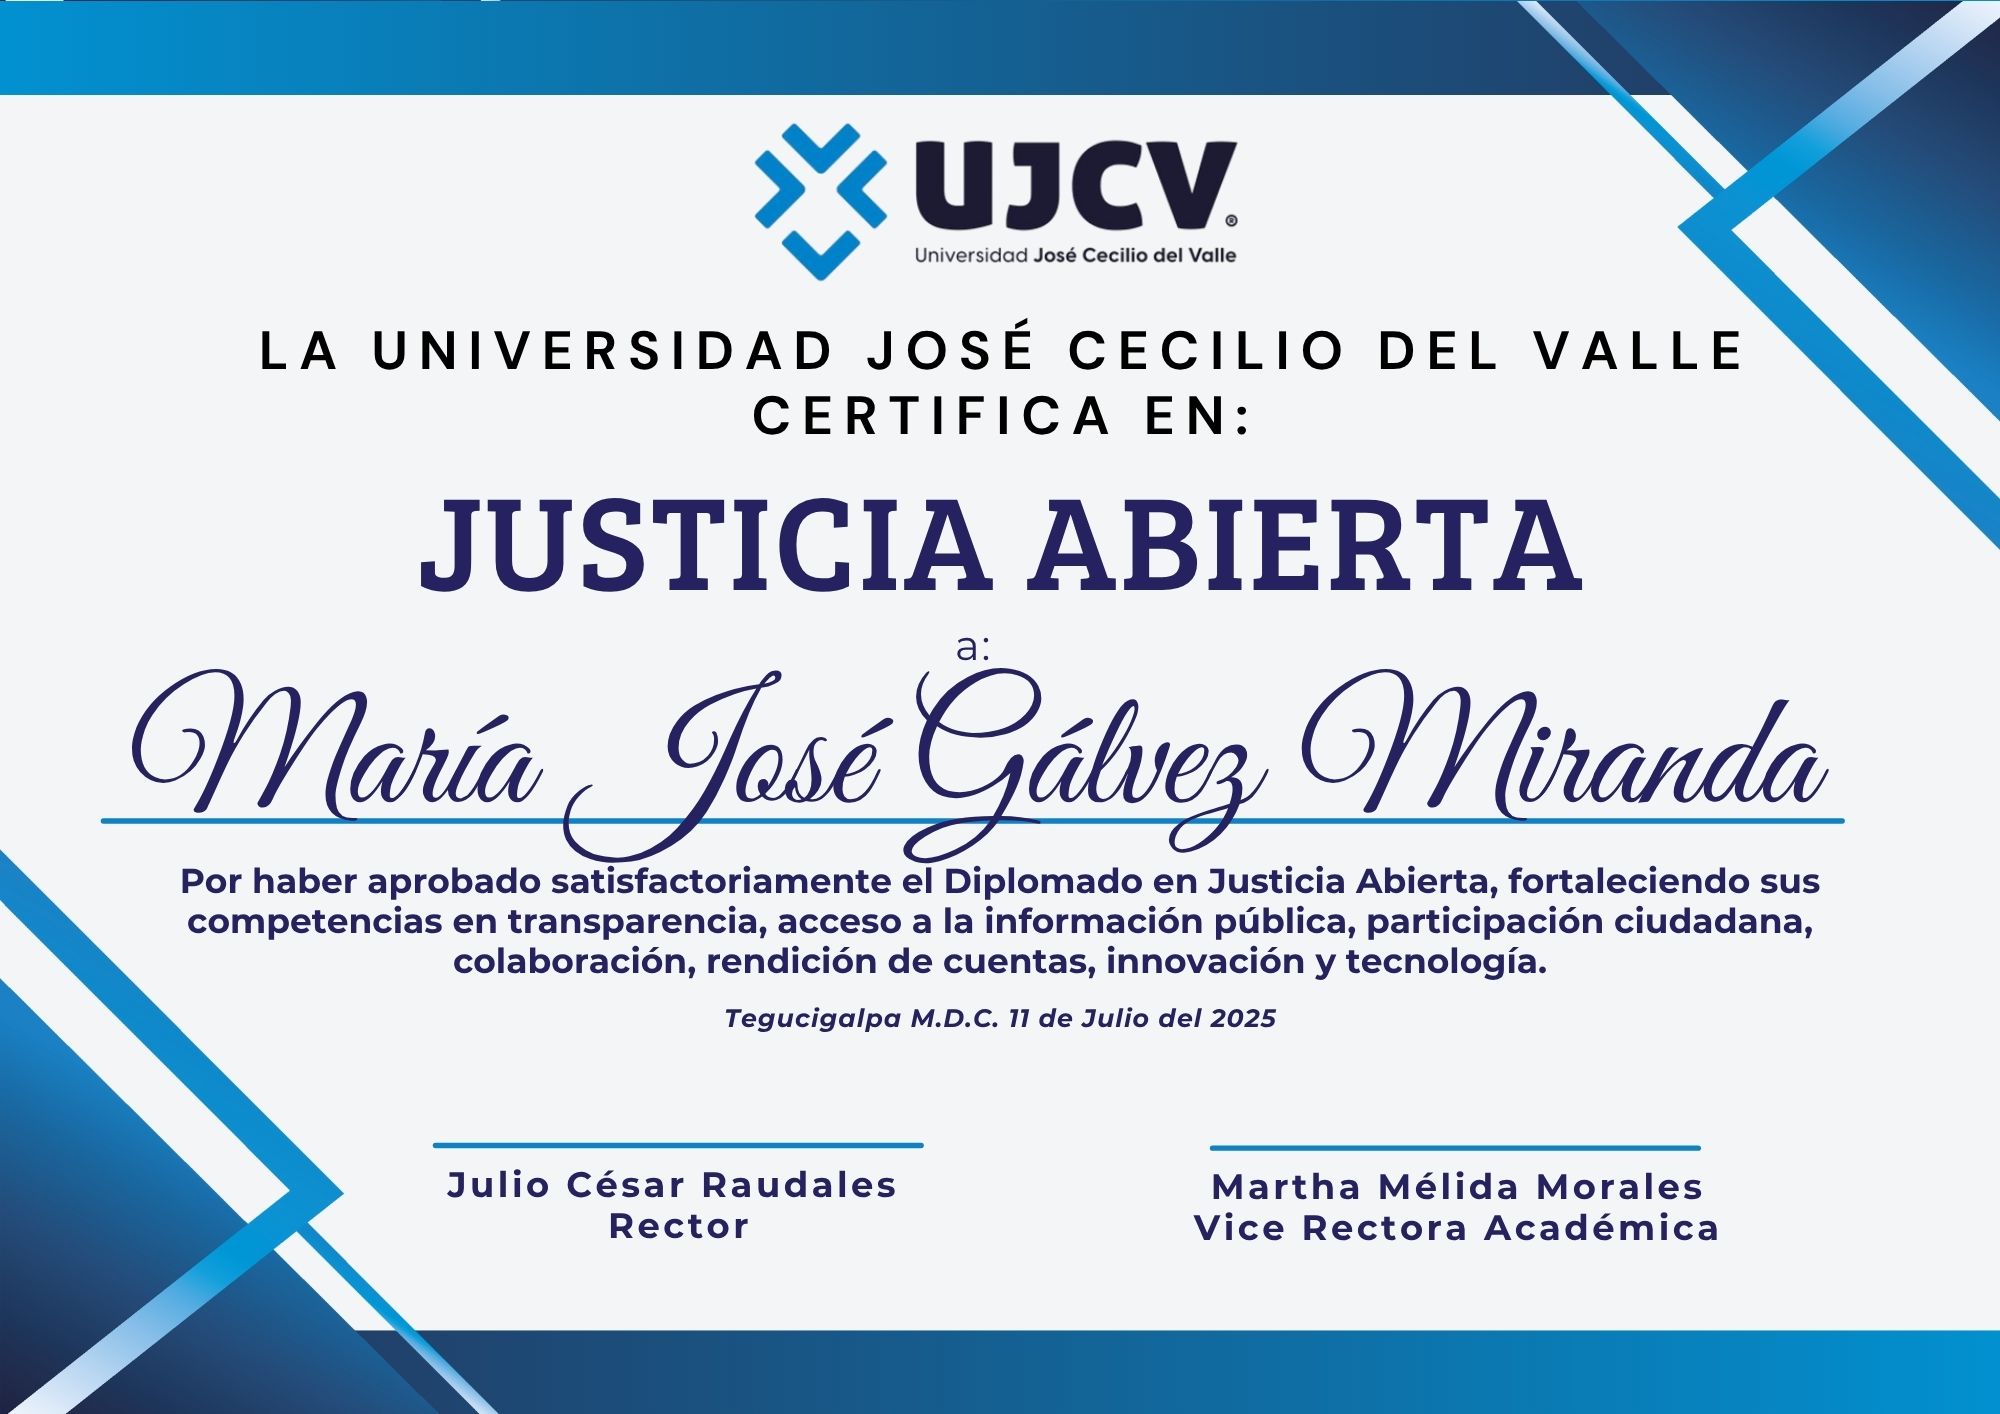 UJCV®
Universidad José Cecilio del Valle
LA UNIVERSIDAD JOSÉ CECILIO DEL VALLE
CERTIFICA EN:
JUSTICIA ABIERTA
a:
María José Gálvez Miranda
Por haber aprobado satisfactoriamente el Diplomado en Justicia Abierta, fortaleciendo sus
competencias en transparencia, acceso a la información pública, participación ciudadana,
colaboración, rendición de cuentas, innovación y tecnología.
Tegucigalpa M.D.C. 11 de Julio del 2025
Julio César Raudales
Rector
Martha Mélida Morales
Vice Rectora Académica